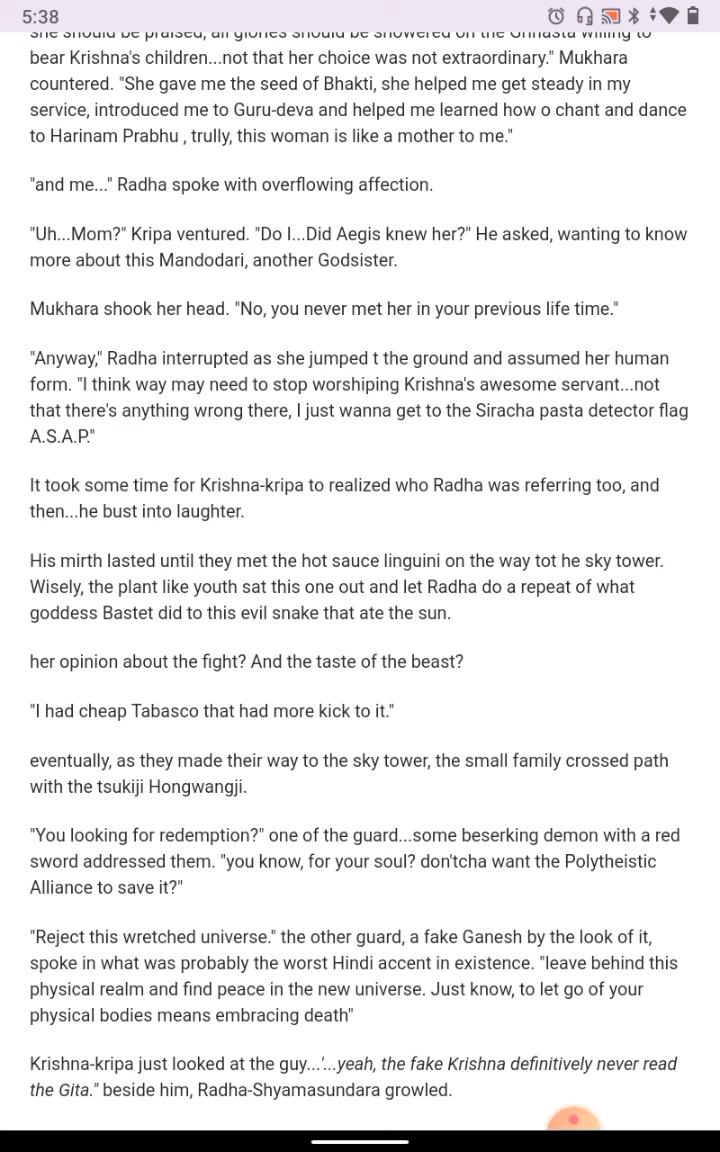 5:38
she should be praised, all glories should be showered on the Grihasta willing to
bear Krishna's children...not that her choice was not extraordinary." Mukhara
countered. "She gave me the seed of Bhakti, she helped me get steady in my
service, introduced me to Guru-deva and helped me learned how o chant and dance
to Harinam Prabhu , trully, this woman is like a mother to me."
"and me..." Radha spoke with overflowing affection.
"Uh...Mom?" Kripa ventured. "Do I...Did Aegis knew her?" He asked, wanting to know
more about this Mandodari, another Godsister.
Mukhara shook her head. "No, you never met her in your previous life time."
"Anyway," Radha interrupted as she jumped t the ground and assumed her human
form. "I think way may need to stop worshiping Krishna's awesome servant...not
that there's anything wrong there, I just wanna get to the Siracha pasta detector flag
A.S.A.P."
It took some time for Krishna-kripa to realized who Radha was referring too, and
then...he bust into laughter.
His mirth lasted until they met the hot sauce linguini on the way tot he sky tower.
Wisely, the plant like youth sat this one out and let Radha do a repeat of what
goddess Bastet did to this evil snake that ate the sun.
her opinion about the fight? And the taste of the beast?
"I had cheap Tabasco that had more kick to it."
eventually, as they made their way to the sky tower, the small family crossed path
with the tsukiji Hongwangji.
"You looking for redemption?" one of the guard...some beserking demon with a red
sword addressed them. "you know, for your soul? don'tcha want the Polytheistic
Alliance to save it?"
"Reject this wretched universe." the other guard, a fake Ganesh by the look of it,
spoke in what was probably the worst Hindi accent in existence. "leave behind this
physical realm and find peace in the new universe. Just know, to let go of your
physical bodies means embracing death"
Krishna-kripa just looked at the guy...'...yeah, the fake Krishna definitively never read
the Gita." beside him, Radha-Shyamasundara growled.